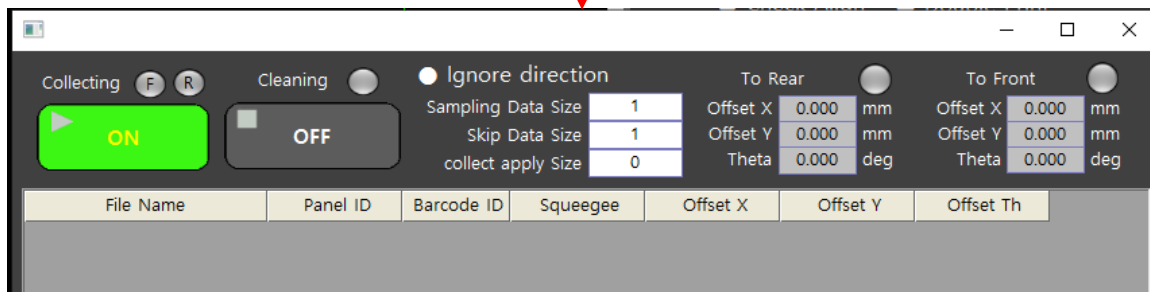 Collecting F R
ON
Cleaning
OFF
Ignore direction
Sampling Data Size 1
Skip Data Size 1
collect apply Size 0
To Rear
Offset X 0.000 mm
Offset Y 0.000 mm
Theta 0.000 deg
To Front
Offset X 0.000 mm
Offset Y 0.000 mm
Theta 0.000 deg
File Name Panel ID Barcode ID Squeegee Offset X Offset Y Offset Th